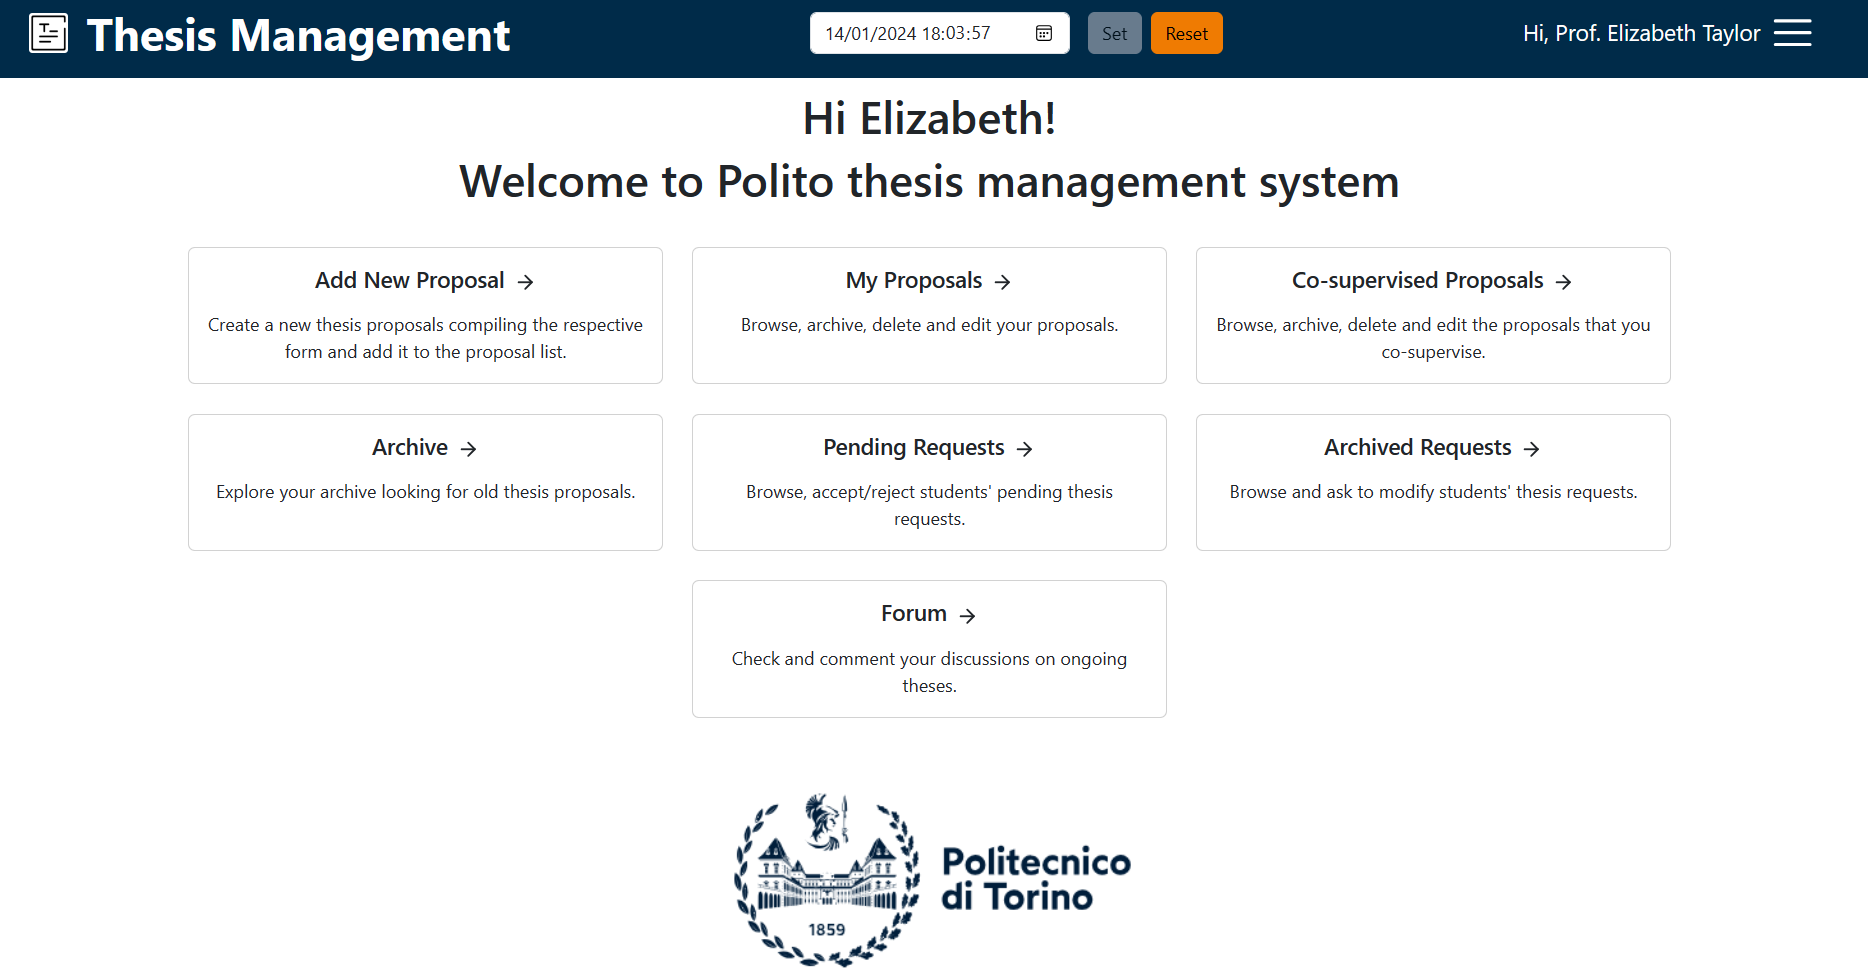 Thesis Management
14/01/2024 18:03:57
Set
Reset
Hi, Prof. Elizabeth Taylor
Hi Elizabeth!
Welcome to Polito thesis management system
Add New Proposal →
Create a new thesis proposals compiling the respective
form and add it to the proposal list.
My Proposals →
Browse, archive, delete and edit your proposals.
Co-supervised Proposals →
Browse, archive, delete and edit the proposals that you
co-supervise.
Archive →
Explore your archive looking for old thesis proposals.
Pending Requests →
Browse, accept/reject students' pending thesis
requests.
Archived Requests →
Browse and ask to modify students' thesis requests.
Forum →
Check and comment your discussions on ongoing
theses.
1859
Politecnico
di Torino